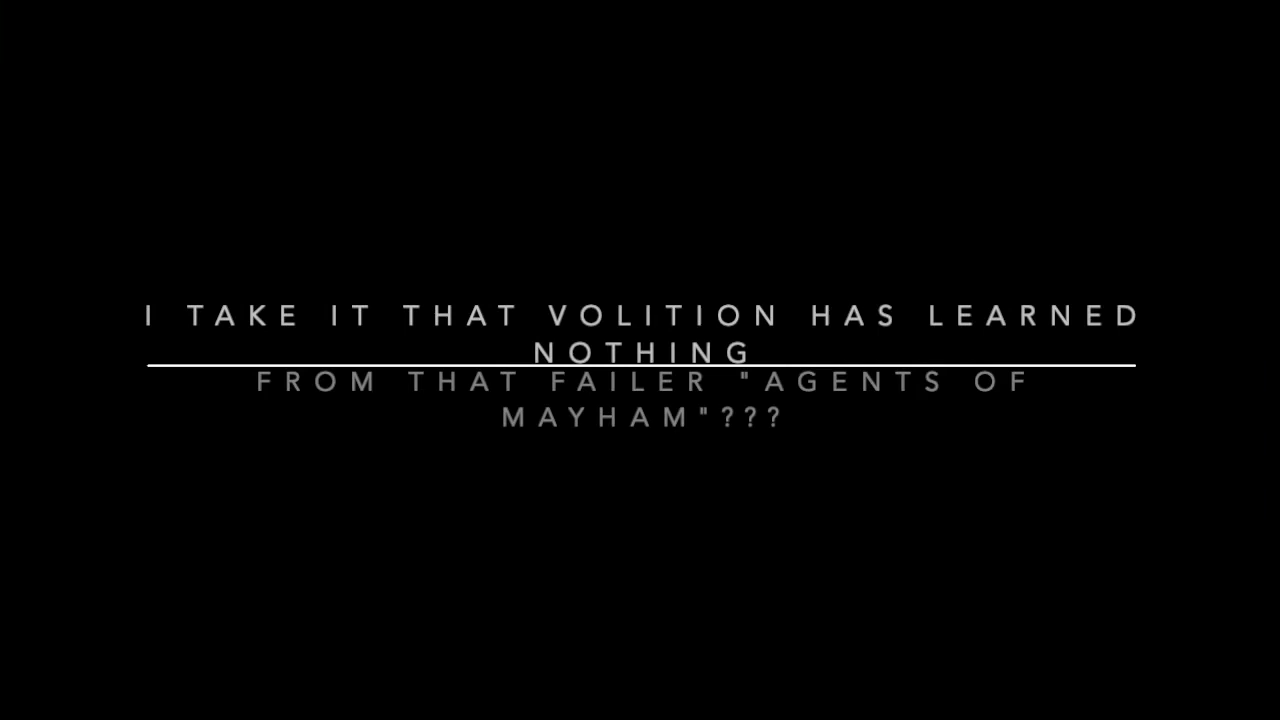 I TAKE IT THAT VOLITION HAS LEARNED
NOTHING
FROM THAT FAILER "AGENTS OF
MAYHAM"???